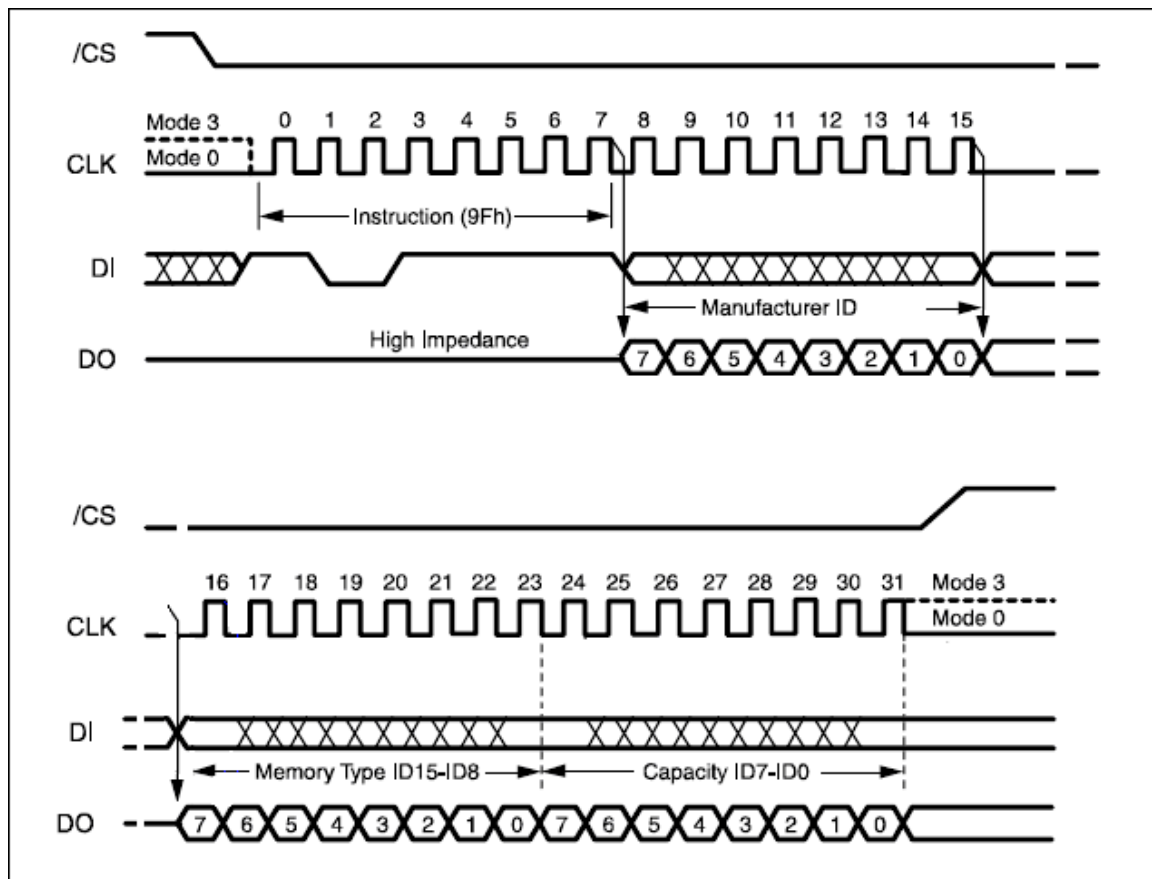 /CS
Mode 3
0 1 2 3 4 5 6 7 8 9 10 11 12 13 14 15
CLK
Mode 0
Instruction (9Fh)
DI
Manufacturer ID
High Impedance
DO
7 6 5 4 3 2 1 0
/CS
16 17 18 19 20 21 22 23 24 25 26 27 28 29 30 31
Mode 3
CLK
Mode 0
DI
Memory Type ID15-ID8
Capacity ID7-ID0
DO
7 6 5 4 3 2 1 0 7 6 5 4 3 2 1 0